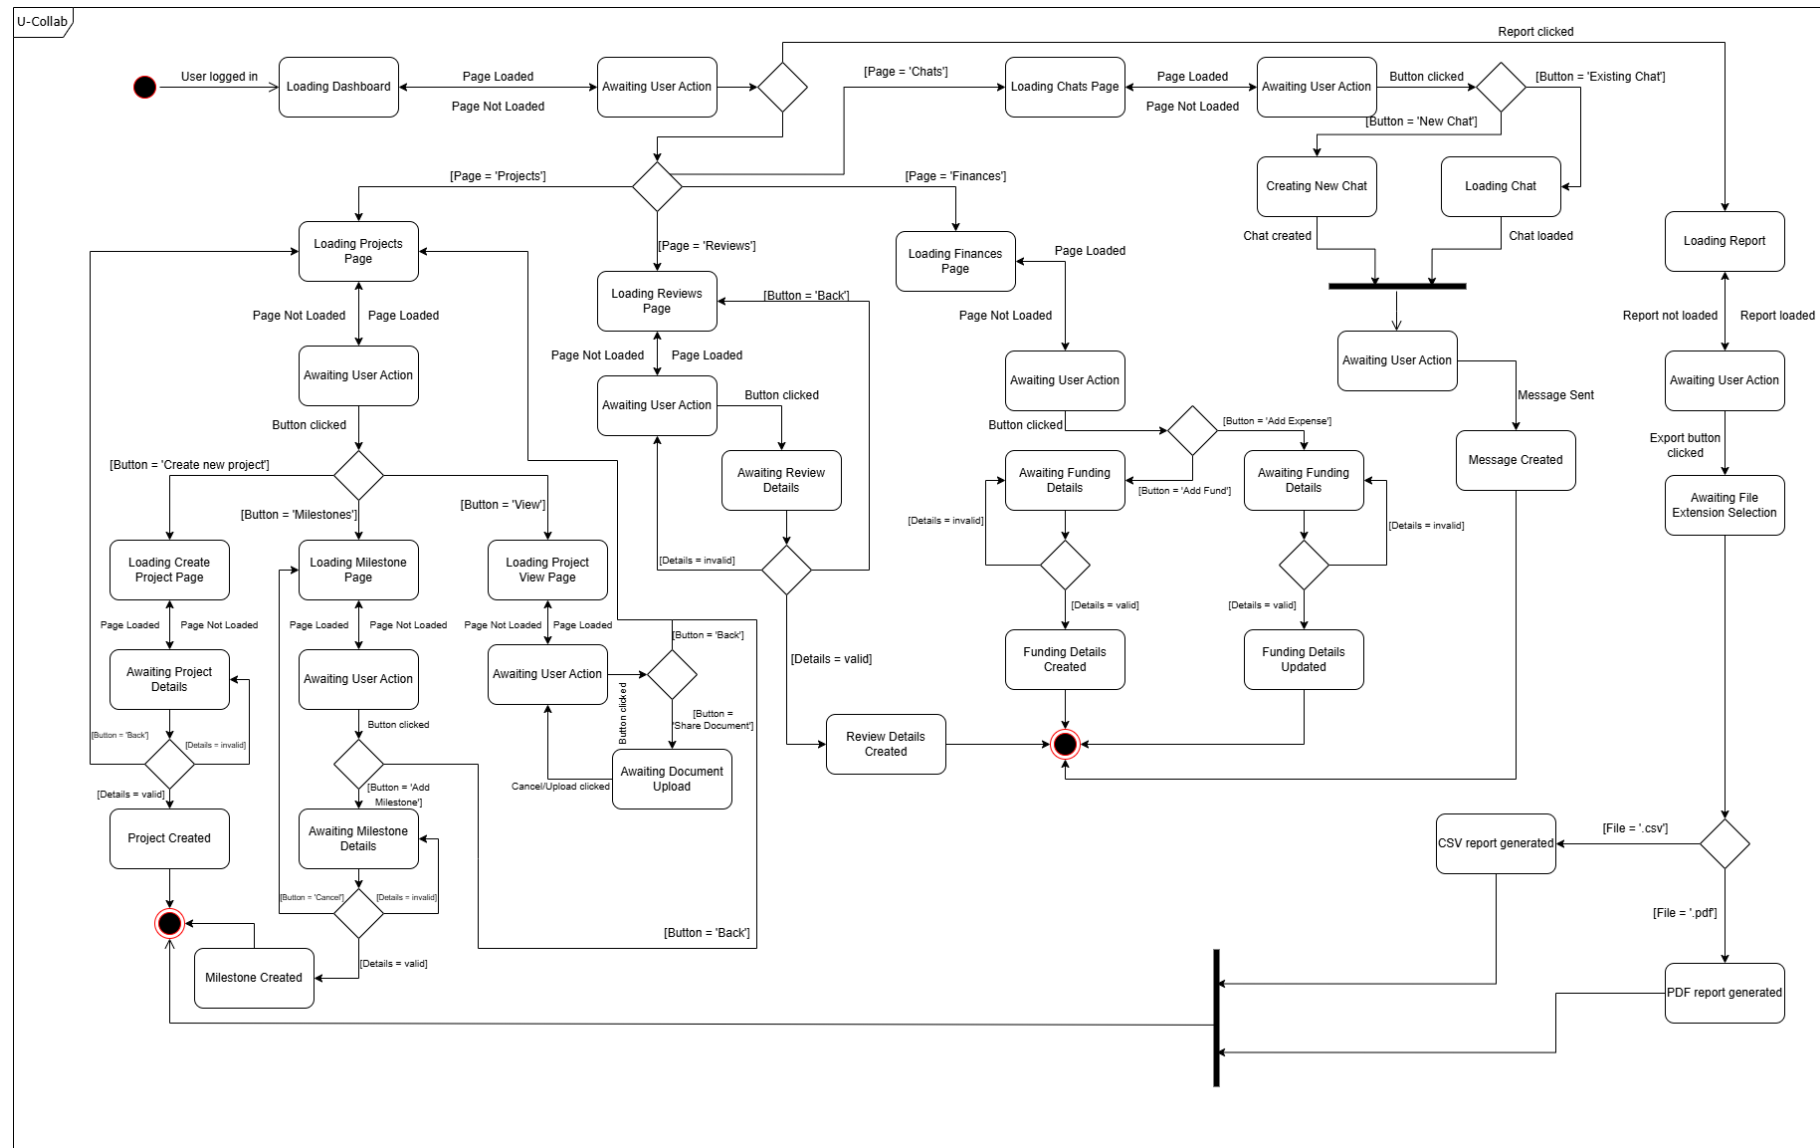 U-Collab
Report clicked
User logged in
Loading Dashboard
Page Loaded
Page Not Loaded
Awaiting User Action
[Page = 'Chats']
Loading Chats Page
Page Loaded
Page Not Loaded
Awaiting User Action
Button clicked
[Button = 'Existing Chat']
[Button = 'New Chat']
Creating New Chat
Loading Chat
Chat created
Chat loaded
Awaiting User Action
Message Sent
Message Created
[Page = 'Projects']
[Page = 'Finances']
[Page = 'Reviews']
Loading Projects
Page
Page Not Loaded
Page Loaded
Awaiting User Action
Button clicked
[Button = 'Create new project']
[Button = 'Milestones']
[Button = 'View']
Loading Create
Project Page
Page Loaded
Page Not Loaded
Awaiting Project
Details
[Button = 'Back']
[Details = invalid]
[Details = valid]
Project Created
Loading Milestone
Page
Page Loaded
Page Not Loaded
Awaiting User Action
Button clicked
[Button = 'Add
Milestone']
Awaiting Milestone
Details
[Button = 'Cancel']
[Details = invalid]
[Details = valid]
Milestone Created
[Button = 'Back']
Loading Project
View Page
Page Not Loaded
Page Loaded
Awaiting User Action
Button clicked
[Button = 'Back']
[Button =
'Share Document']
Awaiting Document
Upload
Cancel/Upload clicked
Loading Reviews
Page
[Button = 'Back']
Page Not Loaded
Page Loaded
Awaiting User Action
Button clicked
Awaiting Review
Details
[Details = invalid]
[Details = valid]
Review Details
Created
Loading Finances
Page
Page Loaded
Page Not Loaded
Awaiting User Action
Button clicked
[Button = 'Add Expense']
[Button = 'Add Fund']
Awaiting Funding
Details
[Details = invalid]
[Details = valid]
Funding Details
Created
Awaiting Funding
Details
[Details = invalid]
[Details = valid]
Funding Details
Updated
Loading Report
Report not loaded
Report loaded
Awaiting User Action
Export button
clicked
Awaiting File
Extension Selection
[File = '.csv']
CSV report generated
[File = '.pdf']
PDF report generated